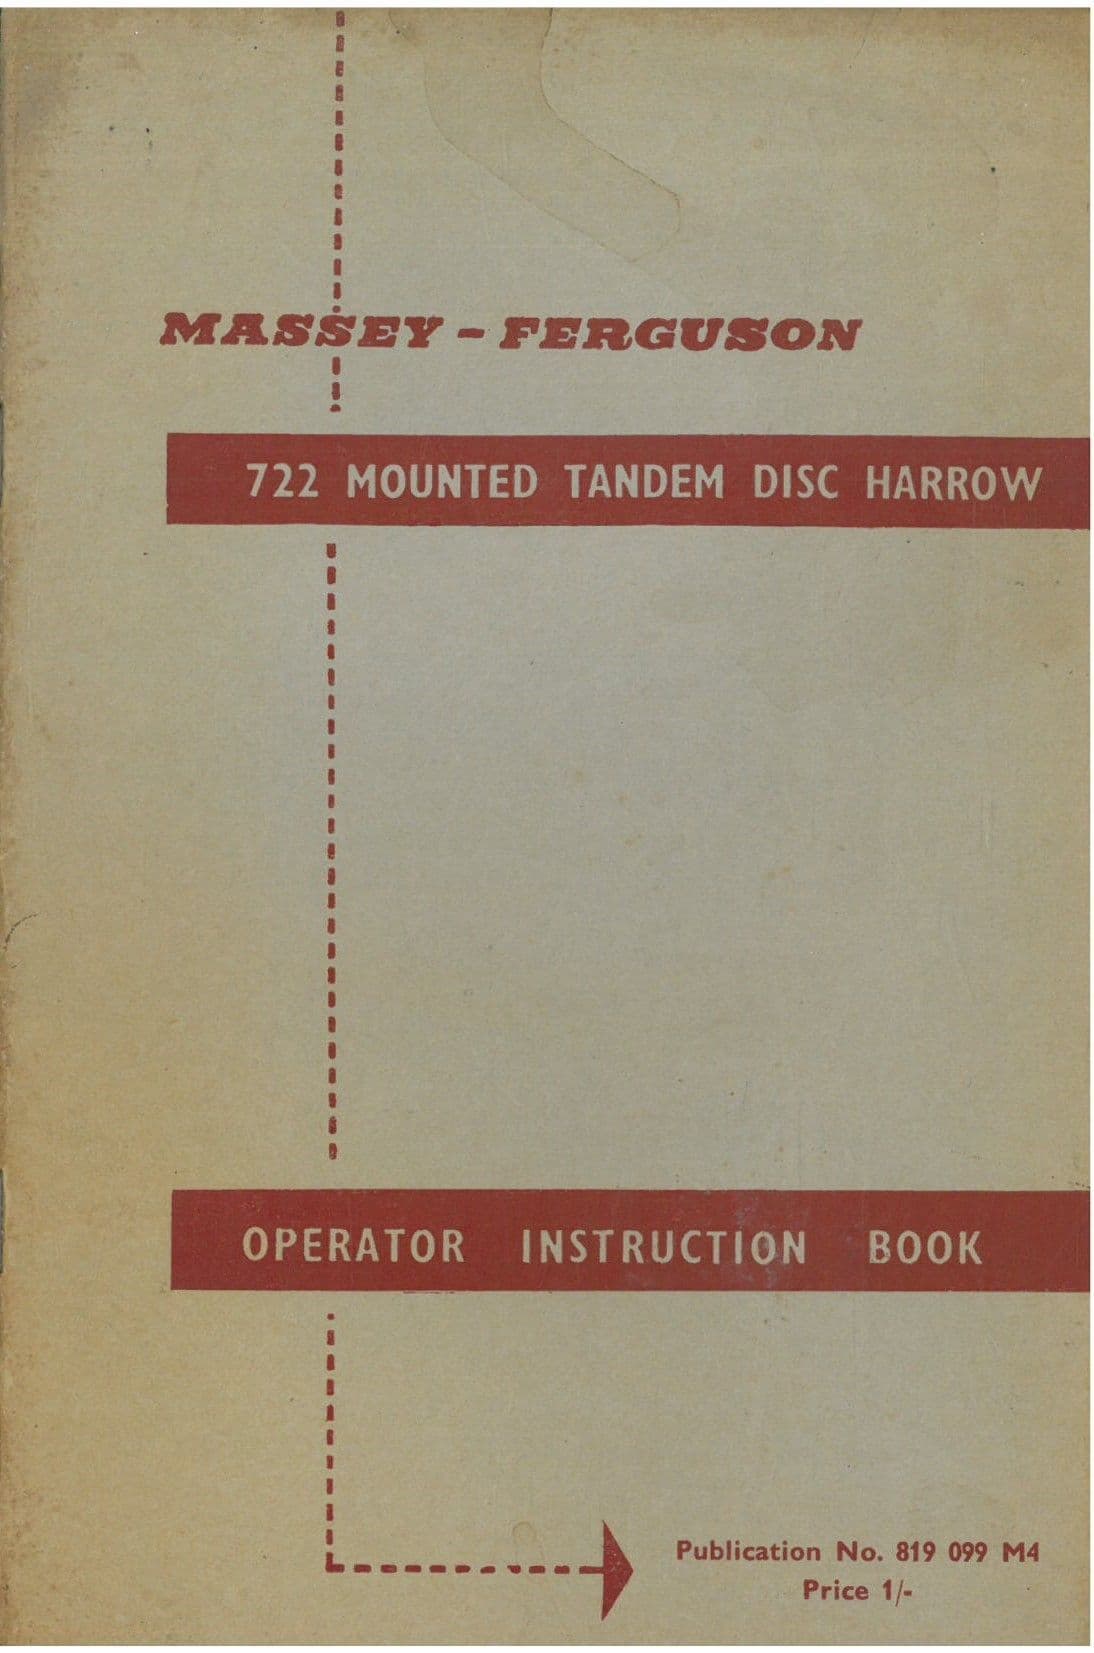 MASSEY - FERGUSON
722 MOUNTED TANDEM DISC HARROW
OPERATOR INSTRUCTION BOOK
Publication No. 819 099 M4
Price 1/-